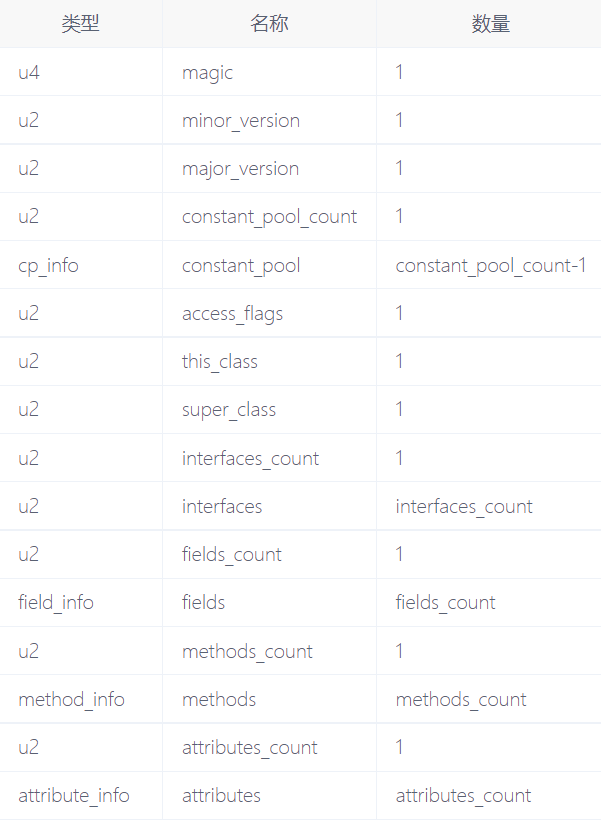 类型 名称 数量
u4 magic 1
u2 minor_version 1
u2 major_version 1
u2 constant_pool_count 1
cp_info constant_pool constant_pool_count-1
u2 access_flags 1
u2 this_class 1
u2 super_class 1
u2 interfaces_count 1
u2 interfaces interfaces_count
u2 fields_count 1
field_info fields fields_count
u2 methods_count 1
method_info methods methods_count
u2 attributes_count 1
attribute_info attributes attributes_count